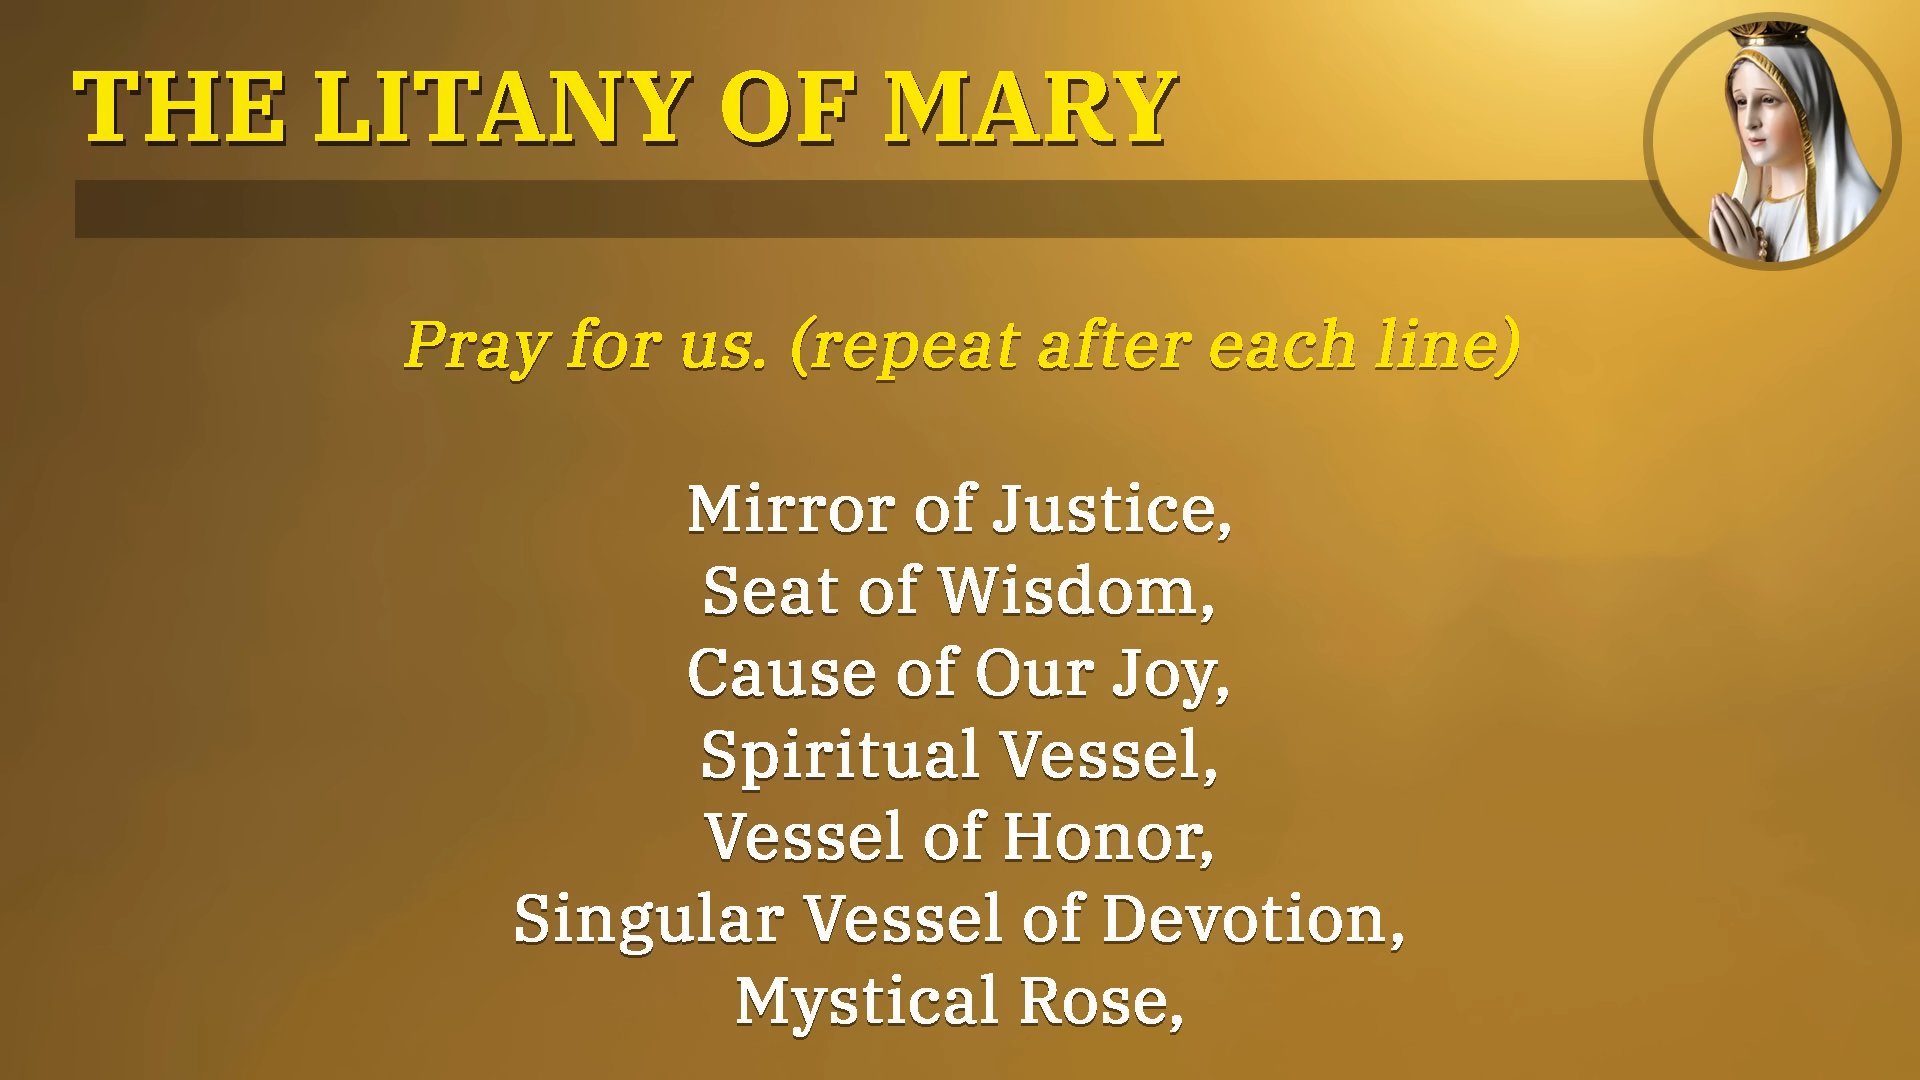 THE LITANY OF MARY
Pray for us. (repeat after each line)
Mirror of Justice,
Seat of Wisdom,
Cause of Our Joy,
Spiritual Vessel,
Vessel of Honor,
Singular Vessel of Devotion,
Mystical Rose,